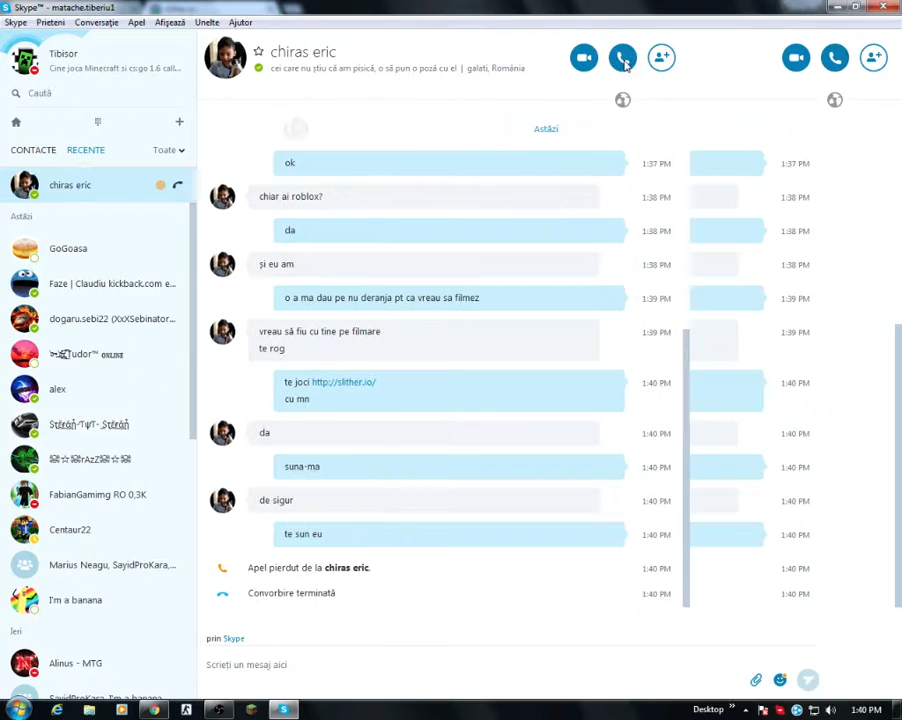 Skype™ - matache.tiberiu1
Skype Prieteni Conversație Apel Afișează Unelte Ajutor
Tibisor
Cine joca Minecraft si cs:go 1.6 call...
Caută
CONTACTE RECENTE Toate
chiras eric
Astăzi
GoGoasa
Faze | Claudiu kickback.com e...
dogaru.sebi22 (XxXSebinator...
Tudor™ ONLINE
alex
rAzZ
FabianGamimg RO 0,3K
Centaur22
Marius Neagu, SayidProKara,...
I'm a banana
Ieri
Alinus - MTG
SayidProKara, I'm a banana
chiras eric
cei care nu știu că am pisică, o să pun o poză cu el | galati, România
Astăzi
ok 1:37 PM 1:37 PM
chiar ai roblox? 1:38 PM 1:38 PM
da 1:38 PM 1:38 PM
și eu am 1:38 PM 1:38 PM
o a ma dau pe nu deranja pt ca vreau sa filmez 1:39 PM 1:39 PM
vreau să fiu cu tine pe filmare 1:39 PM 1:39 PM
te rog
te joci http://slither.io/ 1:40 PM 1:40 PM
cu mn
da 1:40 PM 1:40 PM
suna-ma 1:40 PM 1:40 PM
de sigur 1:40 PM 1:40 PM
te sun eu 1:40 PM 1:40 PM
Apel pierdut de la chiras eric. 1:40 PM 1:40 PM
Convorbire terminată 1:40 PM 1:40 PM
prin Skype
Scrieți un mesaj aici
Desktop 1:40 PM